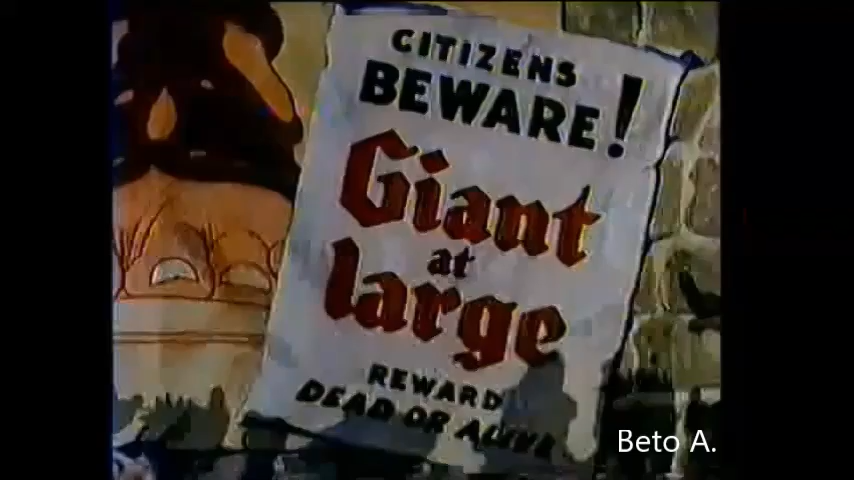 CITIZENS
BEWARE!
Giant
at
large
REWARD
DEAD OR ALIVE
Beto A.